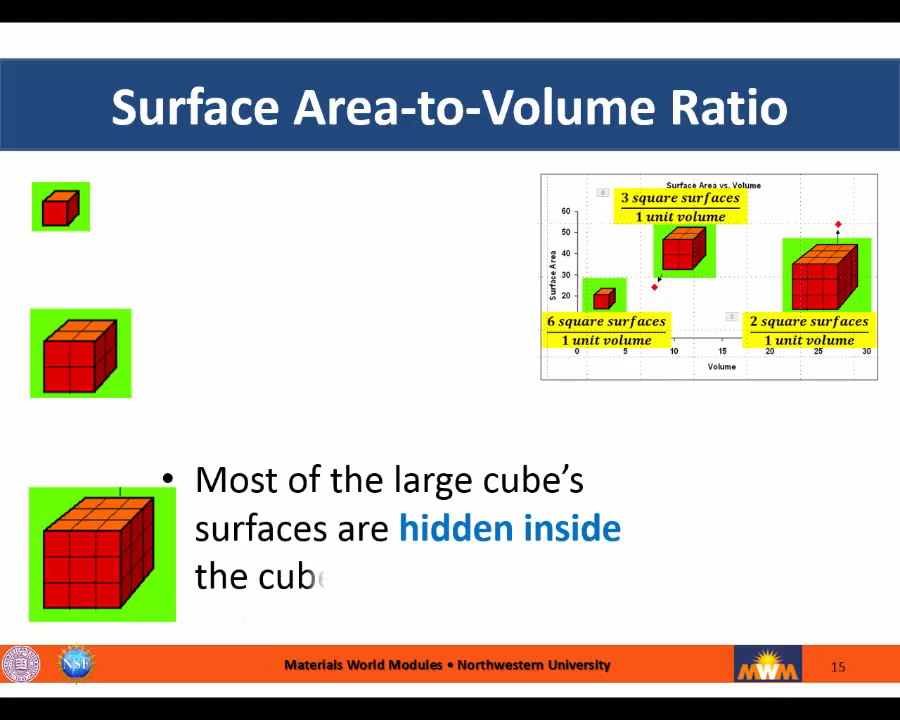 Surface Area-to-Volume Ratio
Surface Area vs. Volume
3 square surfaces
1 unit volume
60
50
40
30
20
Surface Area
6 square surfaces
1 unit volume
2 square surfaces
1 unit volume
0 5 10 15 20 25 30
Volume
• Most of the large cube's
surfaces are hidden inside
the cube
NSF
Materials World Modules • Northwestern University
MWM
15